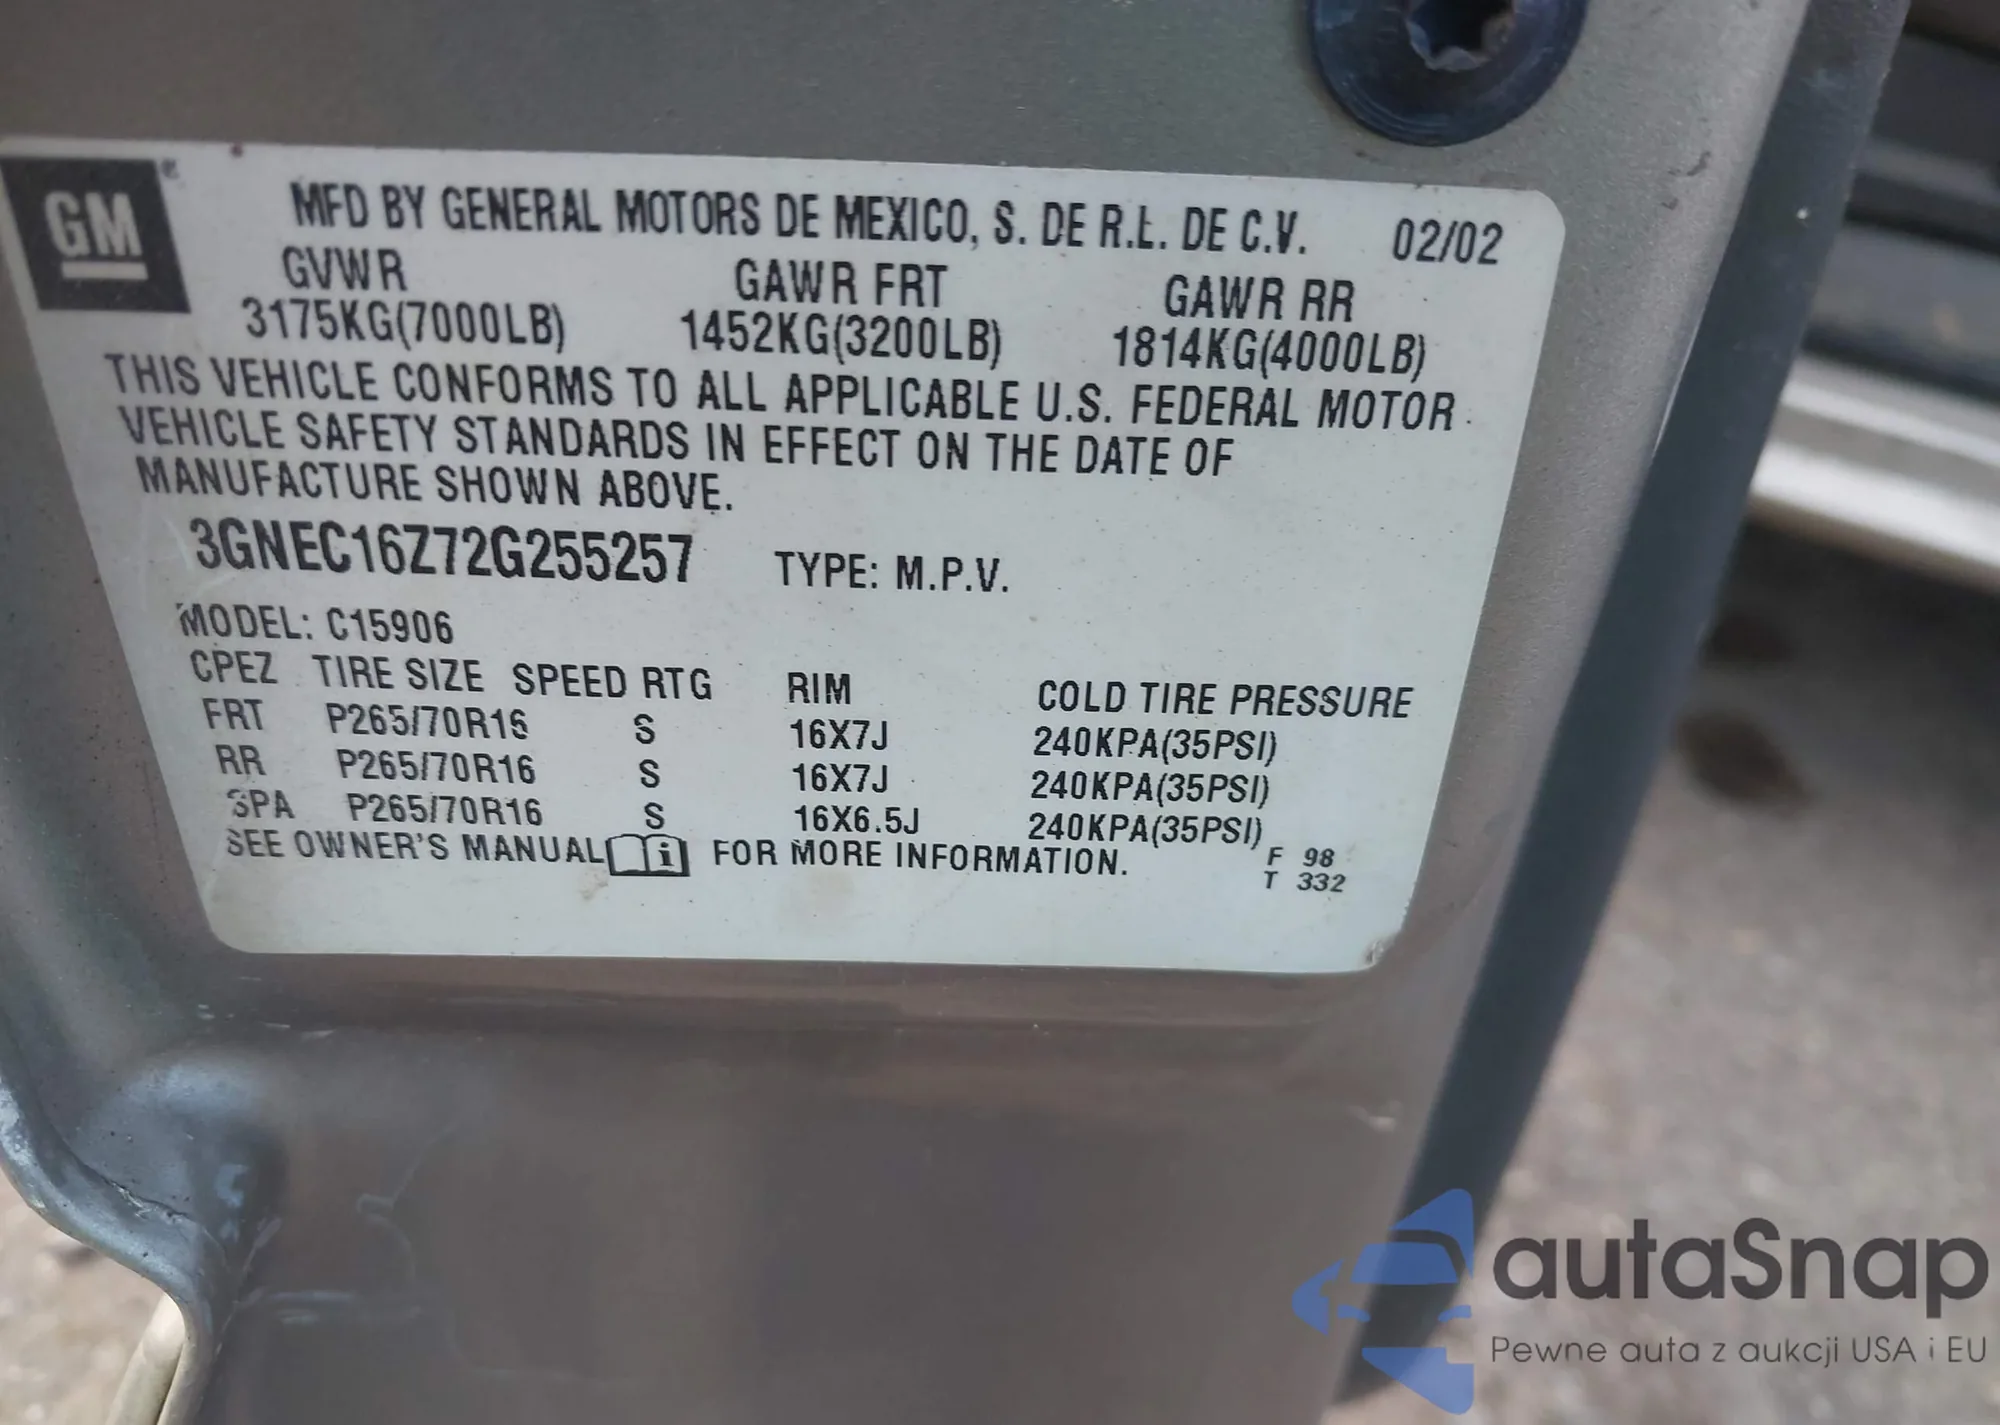 GM
MFD BY GENERAL MOTORS DE MEXICO, S. DE R.L. DE C.V. 02/02
GVWR GAWR FRT GAWR RR
3175KG(7000LB) 1452KG(3200LB) 1814KG(4000LB)
THIS VEHICLE CONFORMS TO ALL APPLICABLE U.S. FEDERAL MOTOR
VEHICLE SAFETY STANDARDS IN EFFECT ON THE DATE OF
MANUFACTURE SHOWN ABOVE.
3GNEC16Z72G255257 TYPE: M.P.V.
MODEL: C15906
CPEZ TIRE SIZE SPEED RTG RIM COLD TIRE PRESSURE
FRT P265/70R16 S 16X7J 240KPA(35PSI)
RR P265/70R16 S 16X7J 240KPA(35PSI)
SPA P265/70R16 S 16X6.5J 240KPA(35PSI)
SEE OWNER'S MANUAL i FOR MORE INFORMATION.
F 98
T 332
autaSnap
Pewne auta z aukcji USA i EU